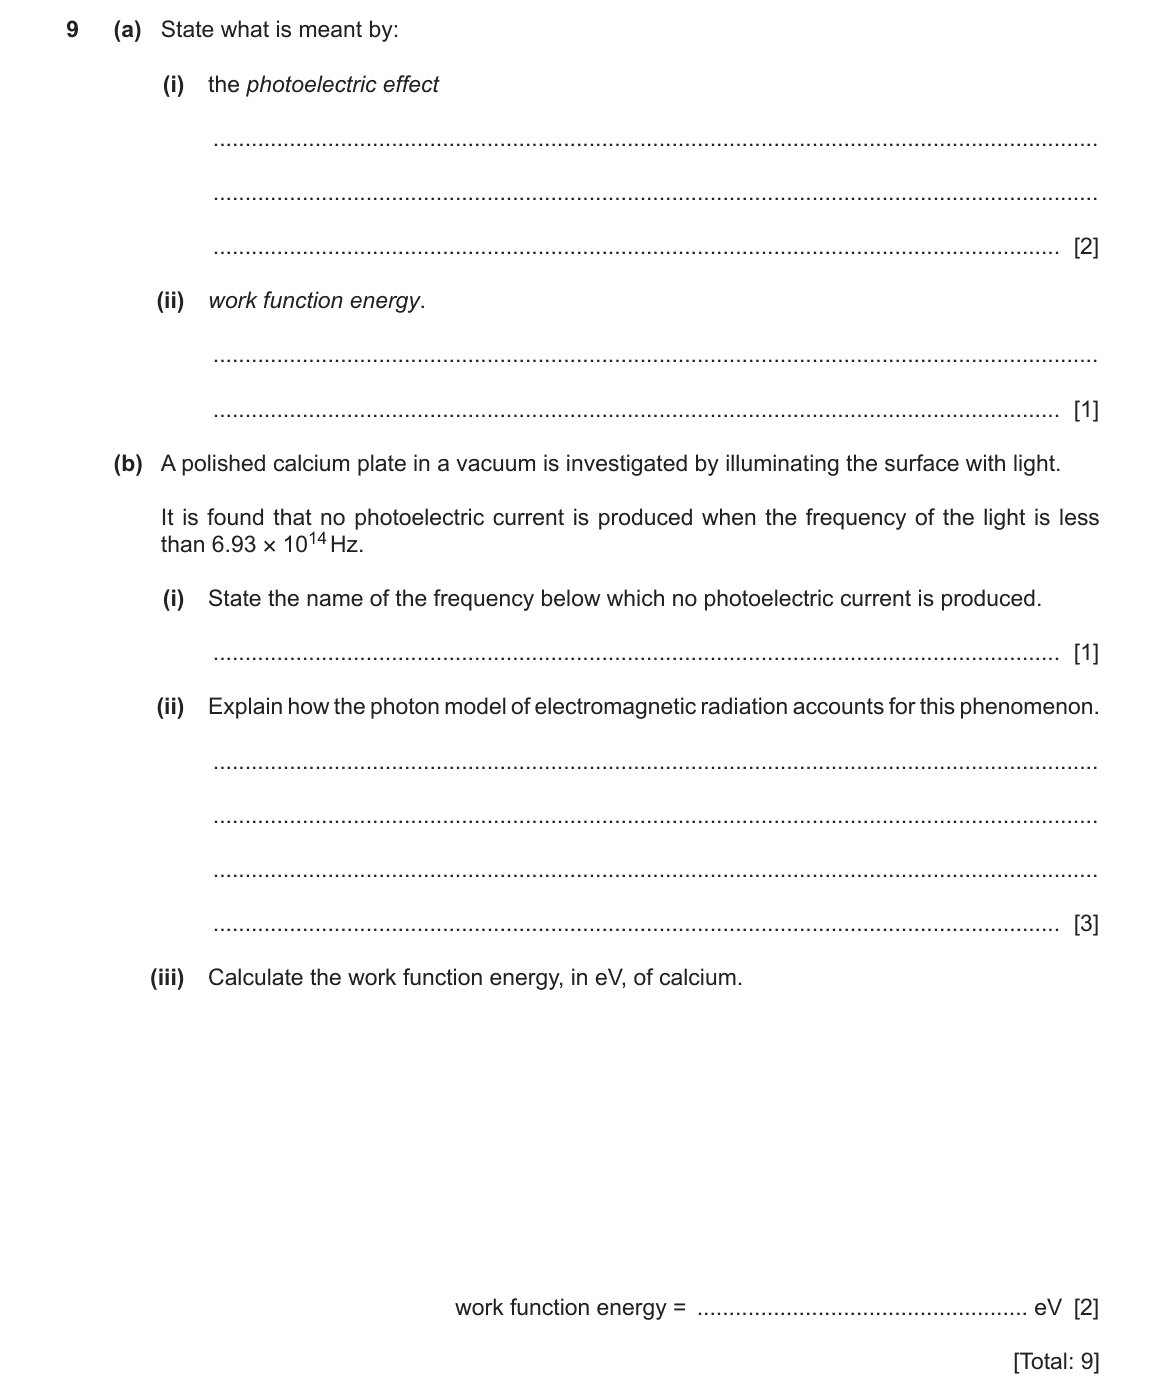 9 (a) State what is meant by:
(i) the photoelectric effect
..........................................................................................................................................
..........................................................................................................................................
.................................................................................................................................... [2]
(ii) work function energy.
..........................................................................................................................................
.................................................................................................................................... [1]
(b) A polished calcium plate in a vacuum is investigated by illuminating the surface with light.
It is found that no photoelectric current is produced when the frequency of the light is less
than 6.93 × 10¹⁴ Hz.
(i) State the name of the frequency below which no photoelectric current is produced.
.................................................................................................................................... [1]
(ii) Explain how the photon model of electromagnetic radiation accounts for this phenomenon.
..........................................................................................................................................
..........................................................................................................................................
..........................................................................................................................................
.................................................................................................................................... [3]
(iii) Calculate the work function energy, in eV, of calcium.
work function energy = .................................................... eV [2]
[Total: 9]